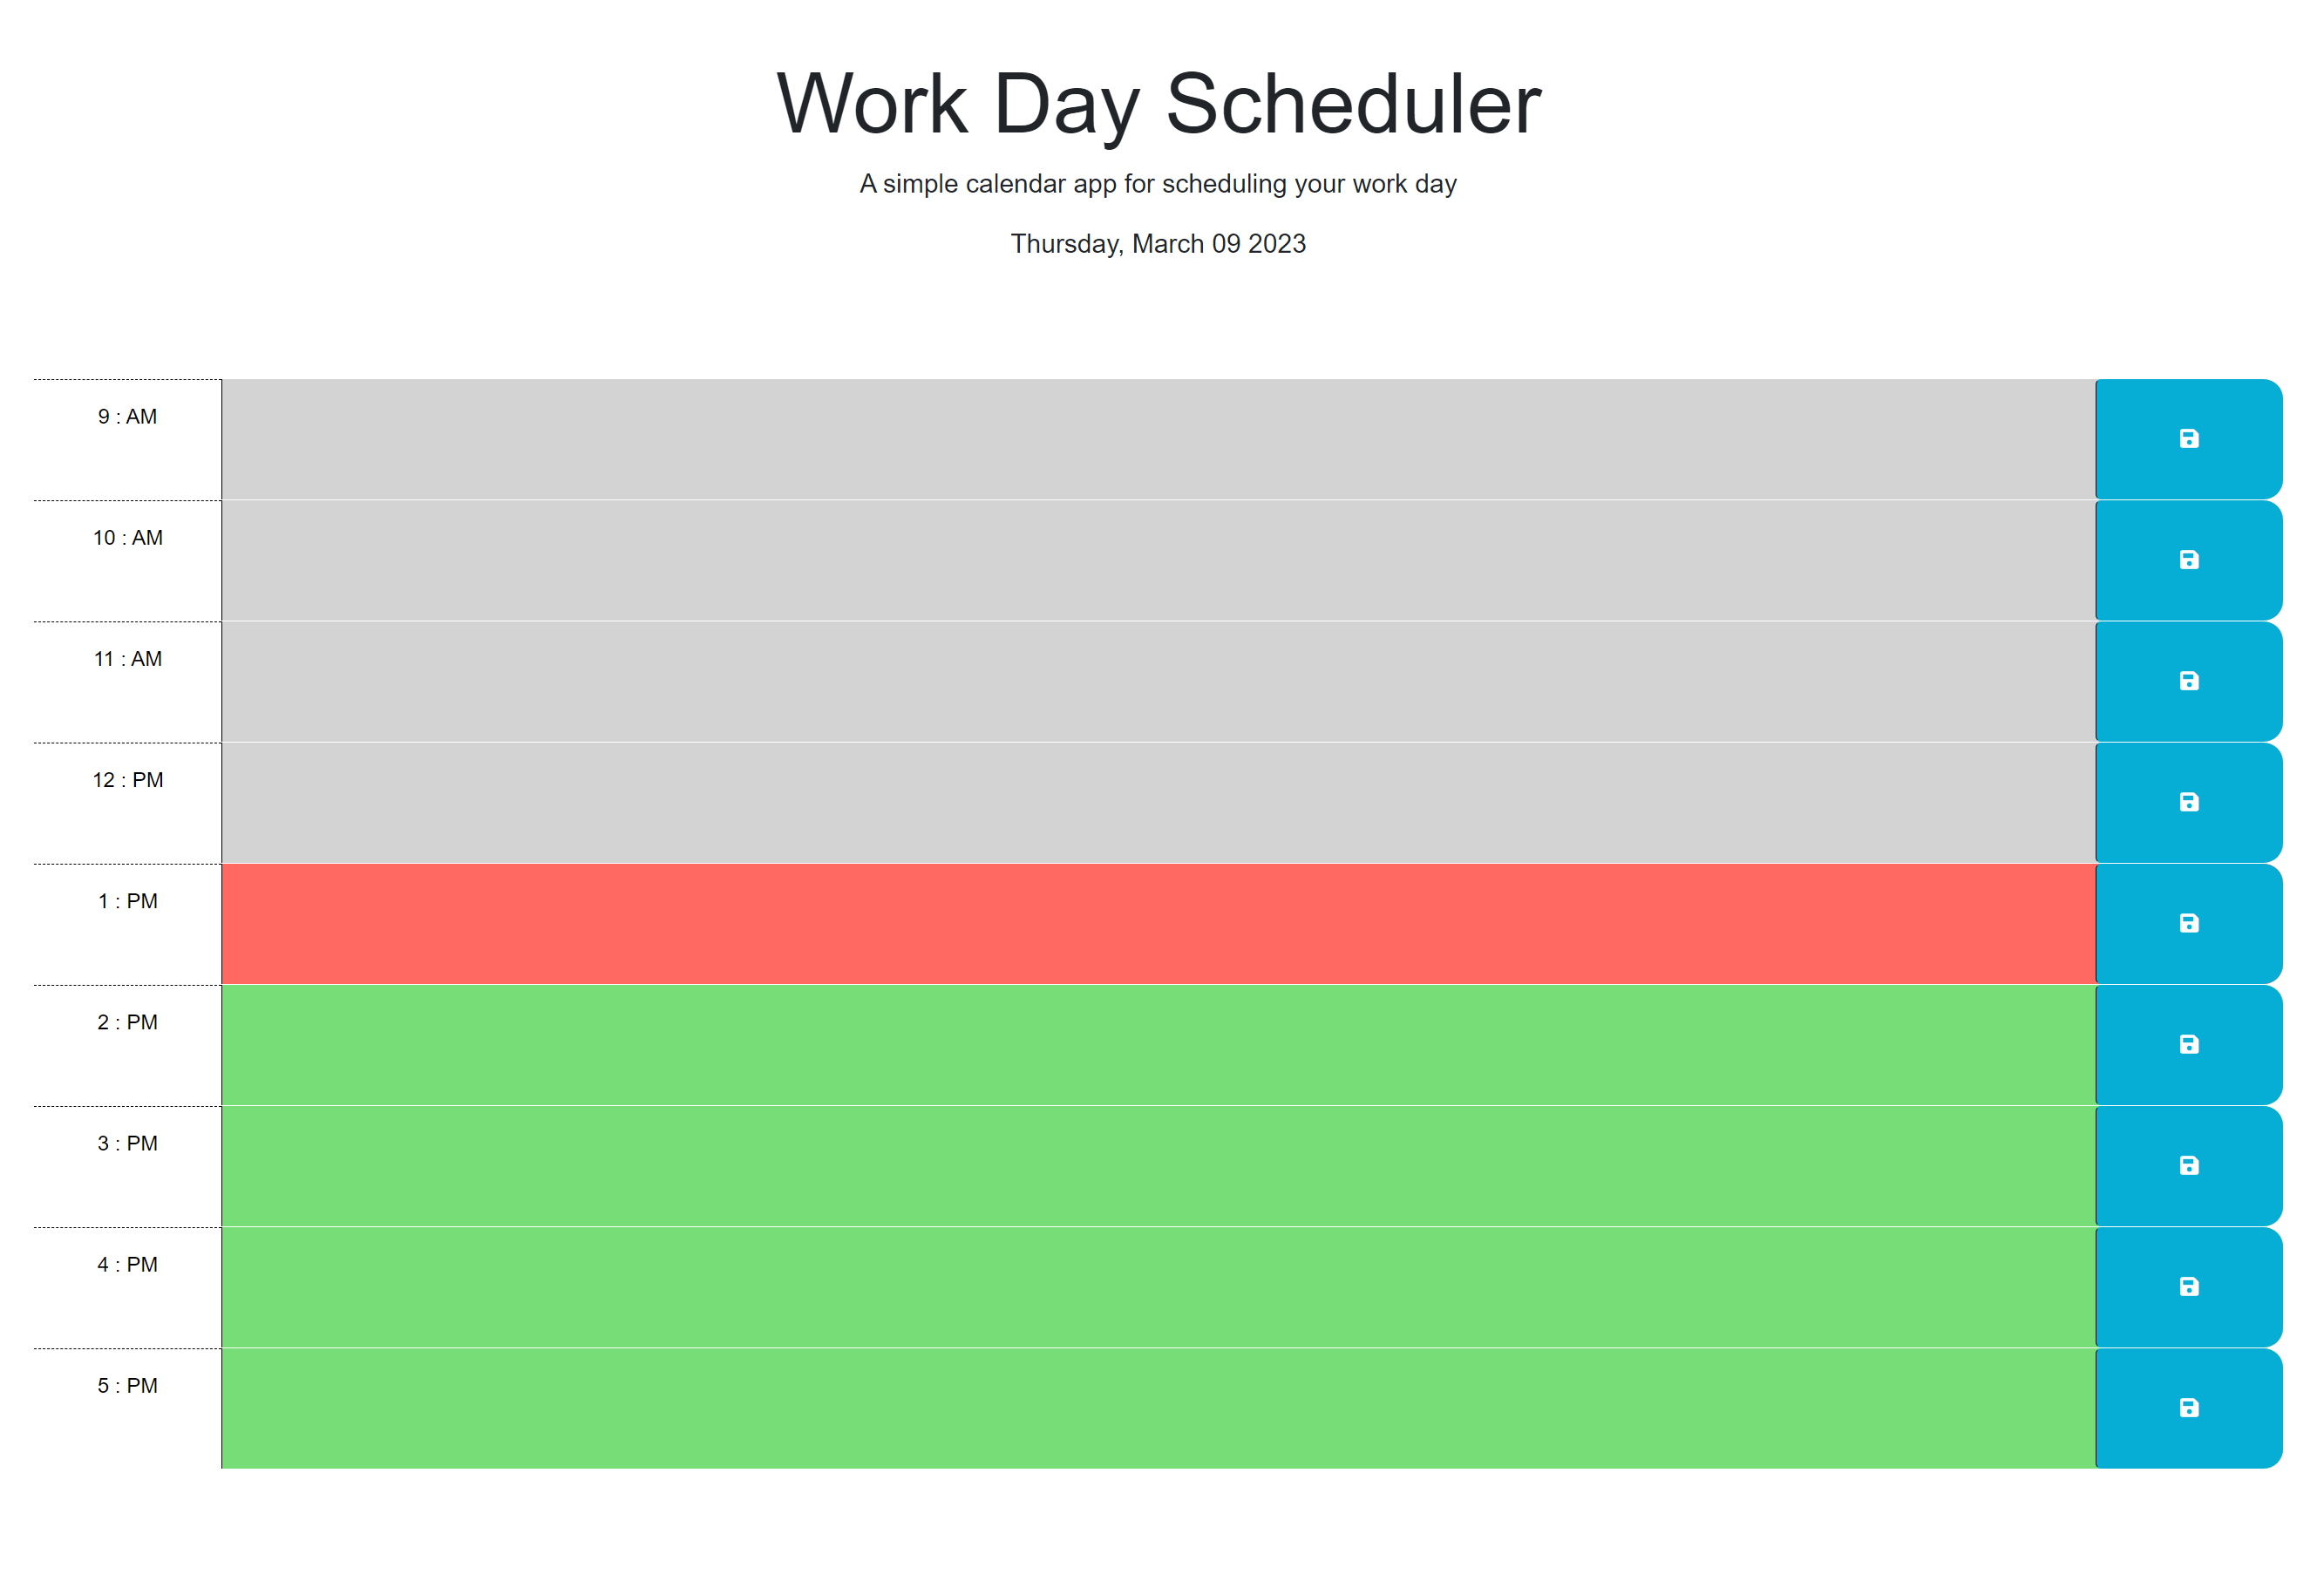 Work Day Scheduler
A simple calendar app for scheduling your work day
Thursday, March 09 2023
9 : AM
10 : AM
11 : AM
12 : PM
1 : PM
2 : PM
3 : PM
4 : PM
5 : PM